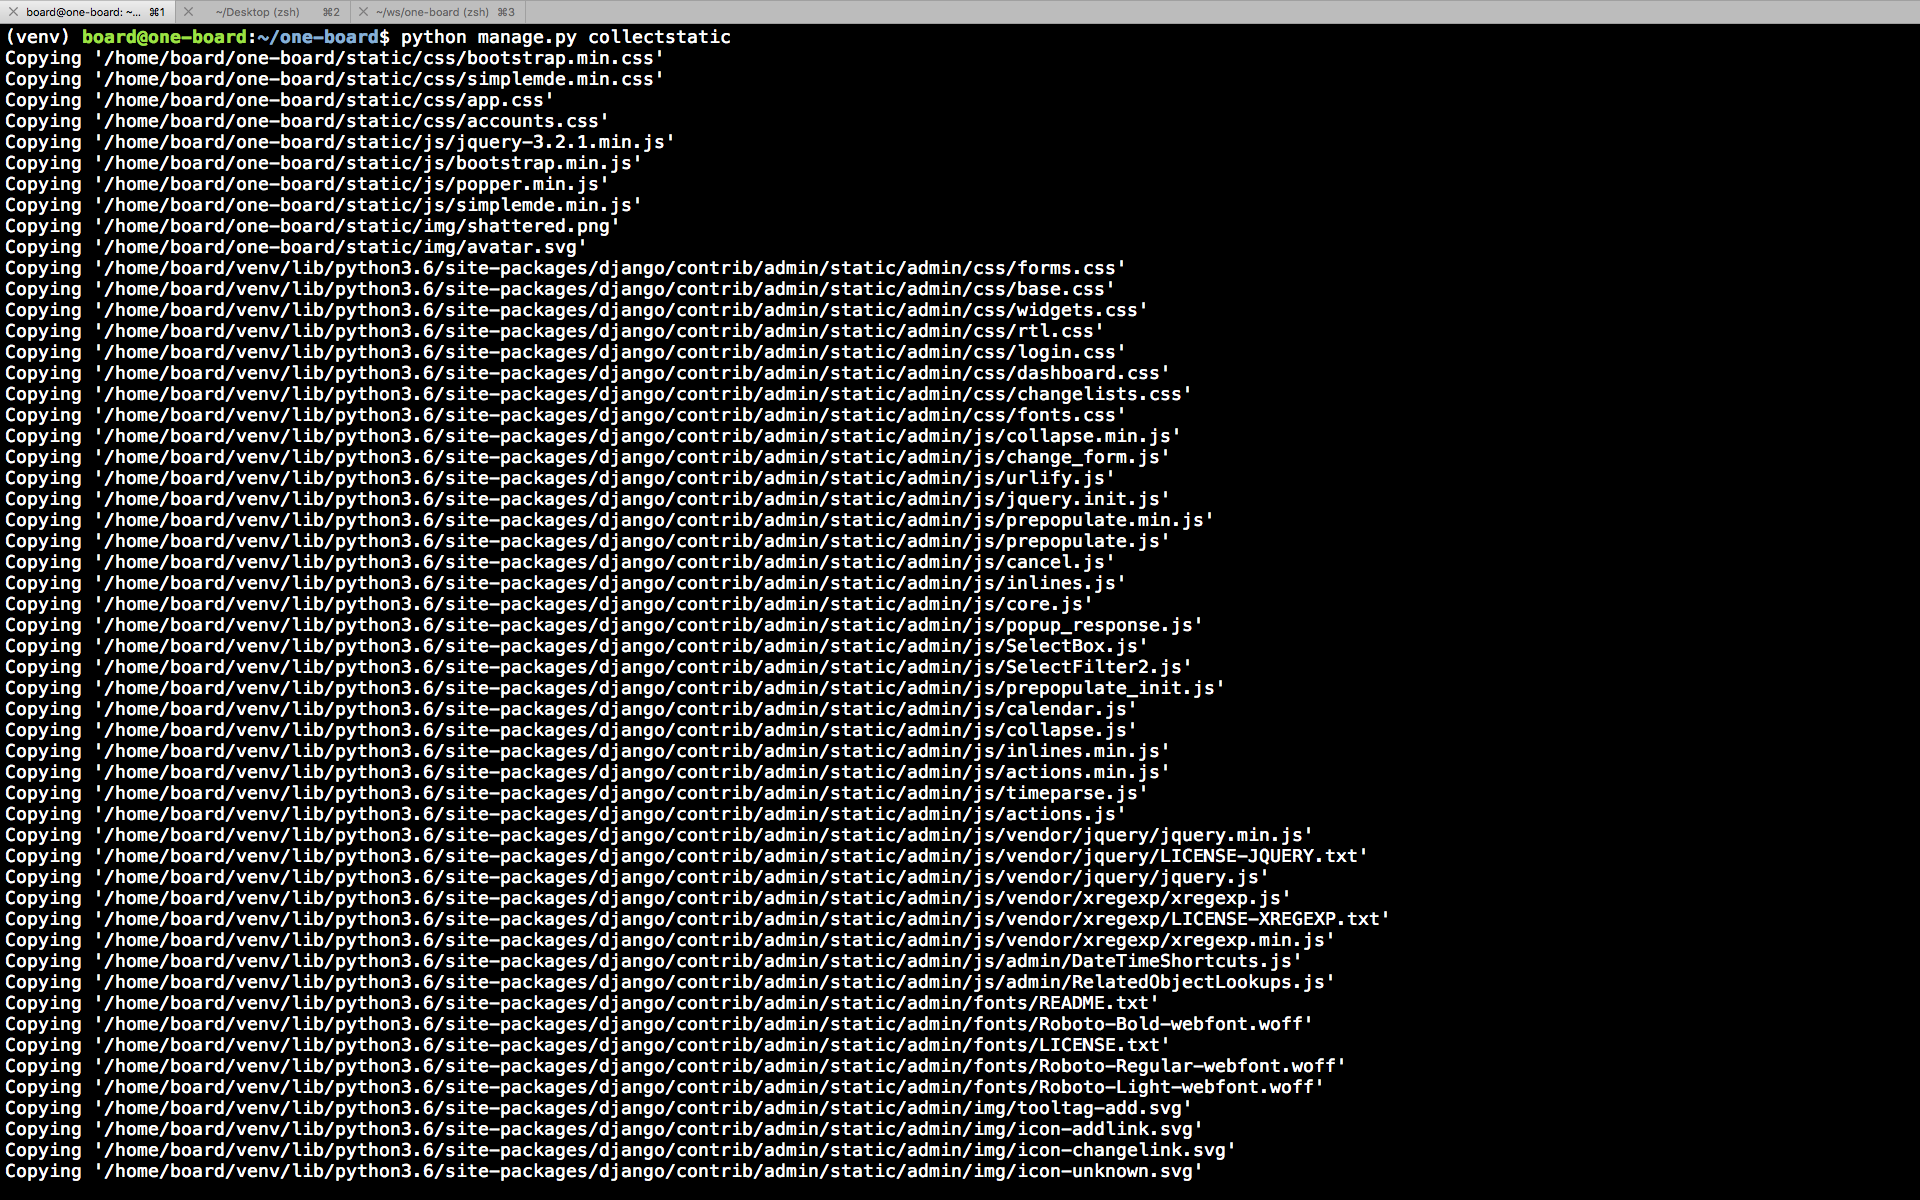 board@one-board: ~... ⌘1 ~/Desktop (zsh) ⌘2 ~/ws/one-board (zsh) ⌘3
(venv) board@one-board:~/one-board$ python manage.py collectstatic
Copying '/home/board/one-board/static/css/bootstrap.min.css'
Copying '/home/board/one-board/static/css/simplemde.min.css'
Copying '/home/board/one-board/static/css/app.css'
Copying '/home/board/one-board/static/css/accounts.css'
Copying '/home/board/one-board/static/js/jquery-3.2.1.min.js'
Copying '/home/board/one-board/static/js/bootstrap.min.js'
Copying '/home/board/one-board/static/js/popper.min.js'
Copying '/home/board/one-board/static/js/simplemde.min.js'
Copying '/home/board/one-board/static/img/shattered.png'
Copying '/home/board/one-board/static/img/avatar.svg'
Copying '/home/board/venv/lib/python3.6/site-packages/django/contrib/admin/static/admin/css/forms.css'
Copying '/home/board/venv/lib/python3.6/site-packages/django/contrib/admin/static/admin/css/base.css'
Copying '/home/board/venv/lib/python3.6/site-packages/django/contrib/admin/static/admin/css/widgets.css'
Copying '/home/board/venv/lib/python3.6/site-packages/django/contrib/admin/static/admin/css/rtl.css'
Copying '/home/board/venv/lib/python3.6/site-packages/django/contrib/admin/static/admin/css/login.css'
Copying '/home/board/venv/lib/python3.6/site-packages/django/contrib/admin/static/admin/css/dashboard.css'
Copying '/home/board/venv/lib/python3.6/site-packages/django/contrib/admin/static/admin/css/changelists.css'
Copying '/home/board/venv/lib/python3.6/site-packages/django/contrib/admin/static/admin/css/fonts.css'
Copying '/home/board/venv/lib/python3.6/site-packages/django/contrib/admin/static/admin/js/collapse.min.js'
Copying '/home/board/venv/lib/python3.6/site-packages/django/contrib/admin/static/admin/js/change_form.js'
Copying '/home/board/venv/lib/python3.6/site-packages/django/contrib/admin/static/admin/js/urlify.js'
Copying '/home/board/venv/lib/python3.6/site-packages/django/contrib/admin/static/admin/js/jquery.init.js'
Copying '/home/board/venv/lib/python3.6/site-packages/django/contrib/admin/static/admin/js/prepopulate.min.js'
Copying '/home/board/venv/lib/python3.6/site-packages/django/contrib/admin/static/admin/js/prepopulate.js'
Copying '/home/board/venv/lib/python3.6/site-packages/django/contrib/admin/static/admin/js/cancel.js'
Copying '/home/board/venv/lib/python3.6/site-packages/django/contrib/admin/static/admin/js/inlines.js'
Copying '/home/board/venv/lib/python3.6/site-packages/django/contrib/admin/static/admin/js/core.js'
Copying '/home/board/venv/lib/python3.6/site-packages/django/contrib/admin/static/admin/js/popup_response.js'
Copying '/home/board/venv/lib/python3.6/site-packages/django/contrib/admin/static/admin/js/SelectBox.js'
Copying '/home/board/venv/lib/python3.6/site-packages/django/contrib/admin/static/admin/js/SelectFilter2.js'
Copying '/home/board/venv/lib/python3.6/site-packages/django/contrib/admin/static/admin/js/prepopulate_init.js'
Copying '/home/board/venv/lib/python3.6/site-packages/django/contrib/admin/static/admin/js/calendar.js'
Copying '/home/board/venv/lib/python3.6/site-packages/django/contrib/admin/static/admin/js/collapse.js'
Copying '/home/board/venv/lib/python3.6/site-packages/django/contrib/admin/static/admin/js/inlines.min.js'
Copying '/home/board/venv/lib/python3.6/site-packages/django/contrib/admin/static/admin/js/actions.min.js'
Copying '/home/board/venv/lib/python3.6/site-packages/django/contrib/admin/static/admin/js/timeparse.js'
Copying '/home/board/venv/lib/python3.6/site-packages/django/contrib/admin/static/admin/js/actions.js'
Copying '/home/board/venv/lib/python3.6/site-packages/django/contrib/admin/static/admin/js/vendor/jquery/jquery.min.js'
Copying '/home/board/venv/lib/python3.6/site-packages/django/contrib/admin/static/admin/js/vendor/jquery/LICENSE-JQUERY.txt'
Copying '/home/board/venv/lib/python3.6/site-packages/django/contrib/admin/static/admin/js/vendor/jquery/jquery.js'
Copying '/home/board/venv/lib/python3.6/site-packages/django/contrib/admin/static/admin/js/vendor/xregexp/xregexp.js'
Copying '/home/board/venv/lib/python3.6/site-packages/django/contrib/admin/static/admin/js/vendor/xregexp/LICENSE-XREGEXP.txt'
Copying '/home/board/venv/lib/python3.6/site-packages/django/contrib/admin/static/admin/js/vendor/xregexp/xregexp.min.js'
Copying '/home/board/venv/lib/python3.6/site-packages/django/contrib/admin/static/admin/js/admin/DateTimeShortcuts.js'
Copying '/home/board/venv/lib/python3.6/site-packages/django/contrib/admin/static/admin/js/admin/RelatedObjectLookups.js'
Copying '/home/board/venv/lib/python3.6/site-packages/django/contrib/admin/static/admin/fonts/README.txt'
Copying '/home/board/venv/lib/python3.6/site-packages/django/contrib/admin/static/admin/fonts/Roboto-Bold-webfont.woff'
Copying '/home/board/venv/lib/python3.6/site-packages/django/contrib/admin/static/admin/fonts/LICENSE.txt'
Copying '/home/board/venv/lib/python3.6/site-packages/django/contrib/admin/static/admin/fonts/Roboto-Regular-webfont.woff'
Copying '/home/board/venv/lib/python3.6/site-packages/django/contrib/admin/static/admin/fonts/Roboto-Light-webfont.woff'
Copying '/home/board/venv/lib/python3.6/site-packages/django/contrib/admin/static/admin/img/tooltag-add.svg'
Copying '/home/board/venv/lib/python3.6/site-packages/django/contrib/admin/static/admin/img/icon-addlink.svg'
Copying '/home/board/venv/lib/python3.6/site-packages/django/contrib/admin/static/admin/img/icon-changelink.svg'
Copying '/home/board/venv/lib/python3.6/site-packages/django/contrib/admin/static/admin/img/icon-unknown.svg'